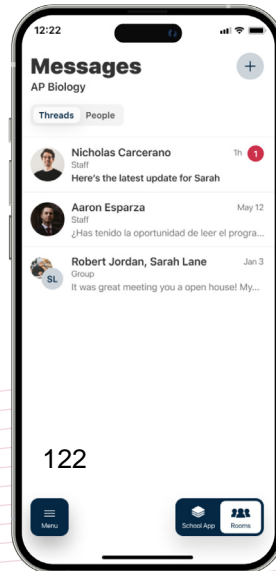 12:22
Messages
AP Biology
Threads People
Nicholas Carcerano 1h 1
Staff
Here's the latest update for Sarah
Aaron Esparza May 12
Staff
¿Has tenido la oportunidad de leer el progra...
Robert Jordan, Sarah Lane Jan 3
SL Group
It was great meeting you a open house! My...
122
Menu School App Rooms